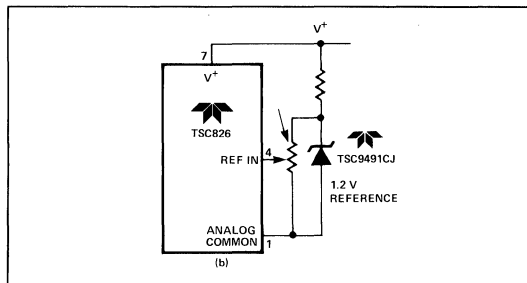 V+
7
V+
TSC826
4
REF IN
TSC9491CJ
1.2 V
REFERENCE
ANALOG
COMMON
1
(b)